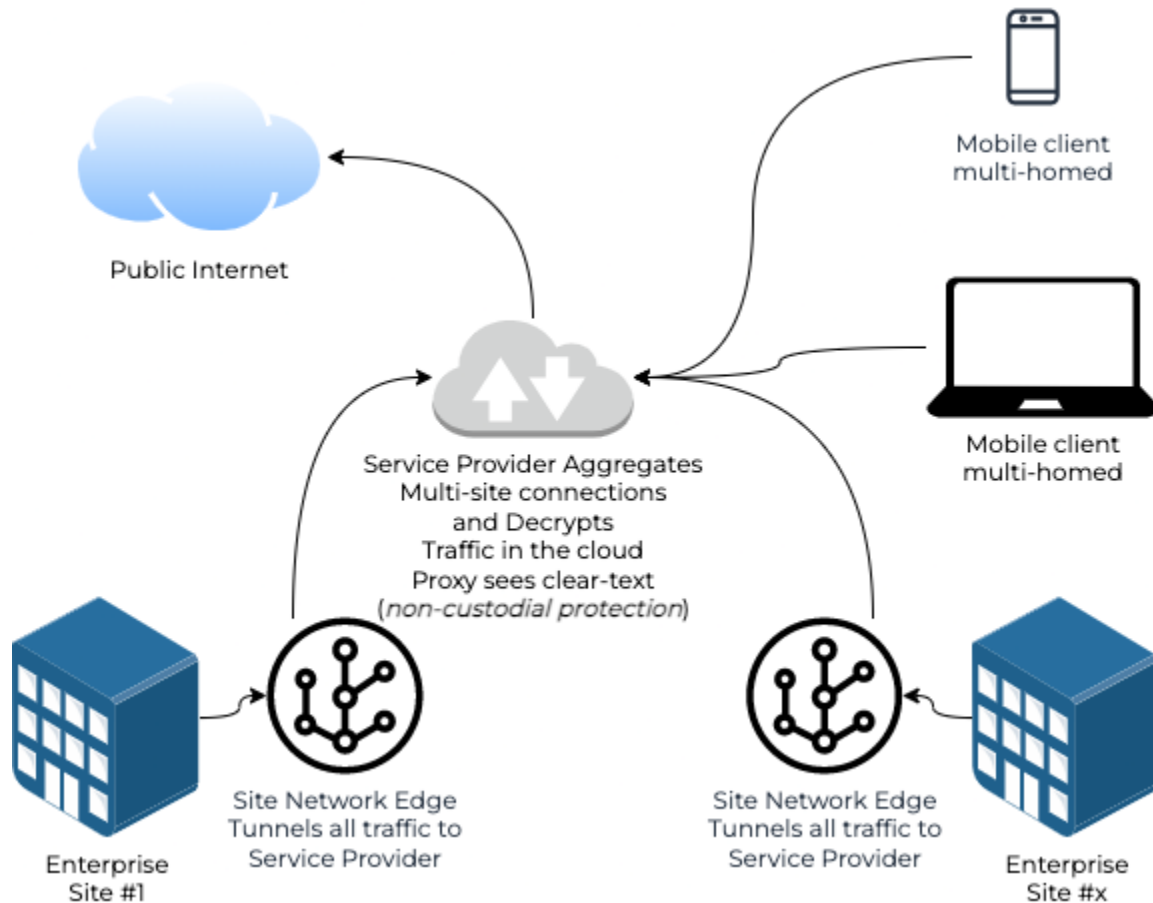 Mobile client
multi-homed
Public Internet
Mobile client
multi-homed
Service Provider Aggregates
Multi-site connections
and Decrypts
Traffic in the cloud
Proxy sees clear-text
(non-custodial protection)
Site Network Edge
Tunnels all traffic to
Service Provider
Site Network Edge
Tunnels all traffic to
Service Provider
Enterprise
Site #1
Enterprise
Site #x